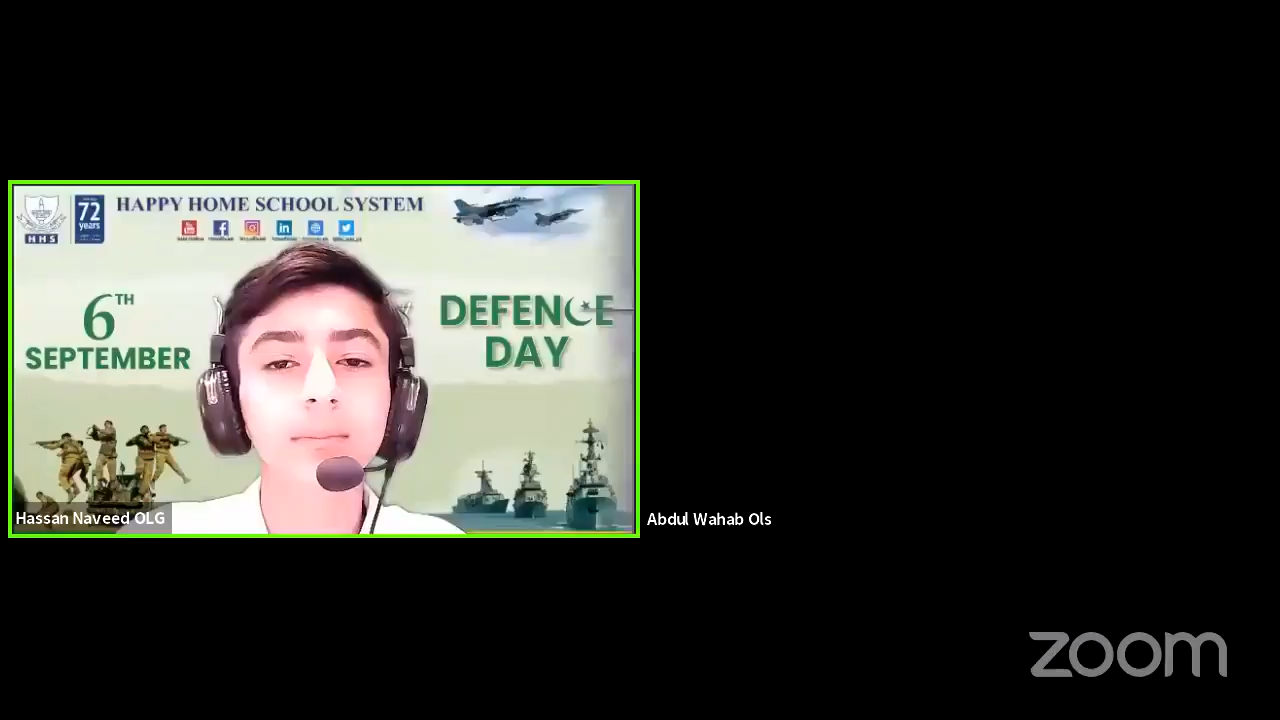 72
years
HHS
HAPPY HOME SCHOOL SYSTEM
6TH
SEPTEMBER
DEFENCE
DAY
Hassan Naveed OLG
Abdul Wahab Ols
zoom